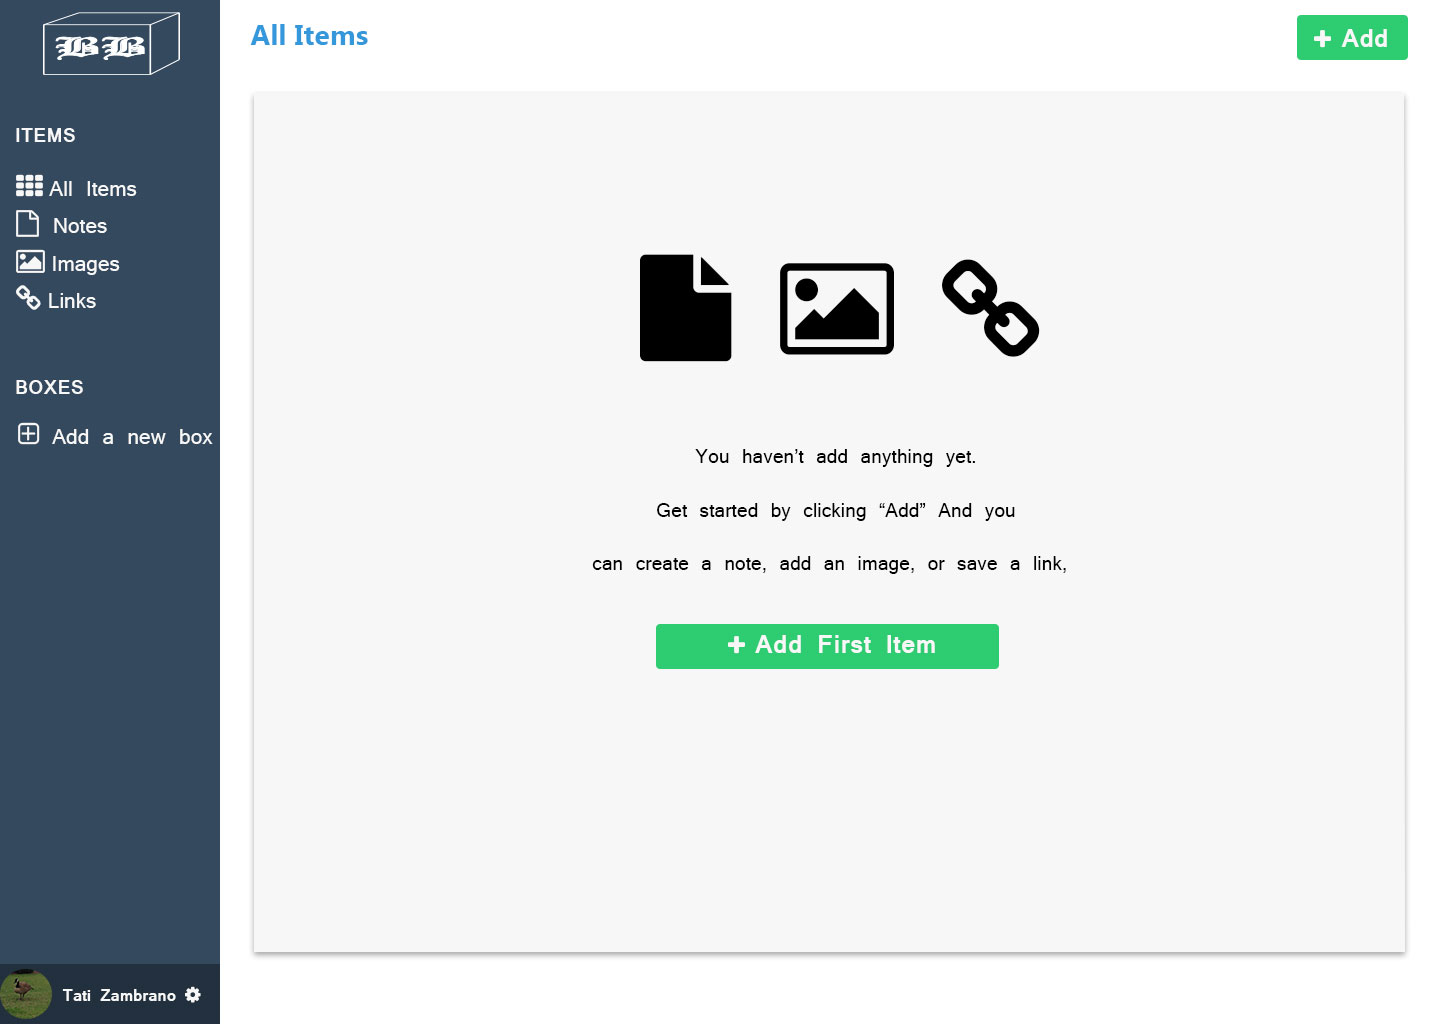 BB
All Items
+ Add
ITEMS
All Items
Notes
Images
Links
BOXES
Add a new box
You haven’t add anything yet.
Get started by clicking “Add” And you
can create a note, add an image, or save a link,
+ Add First Item
Tati Zambrano